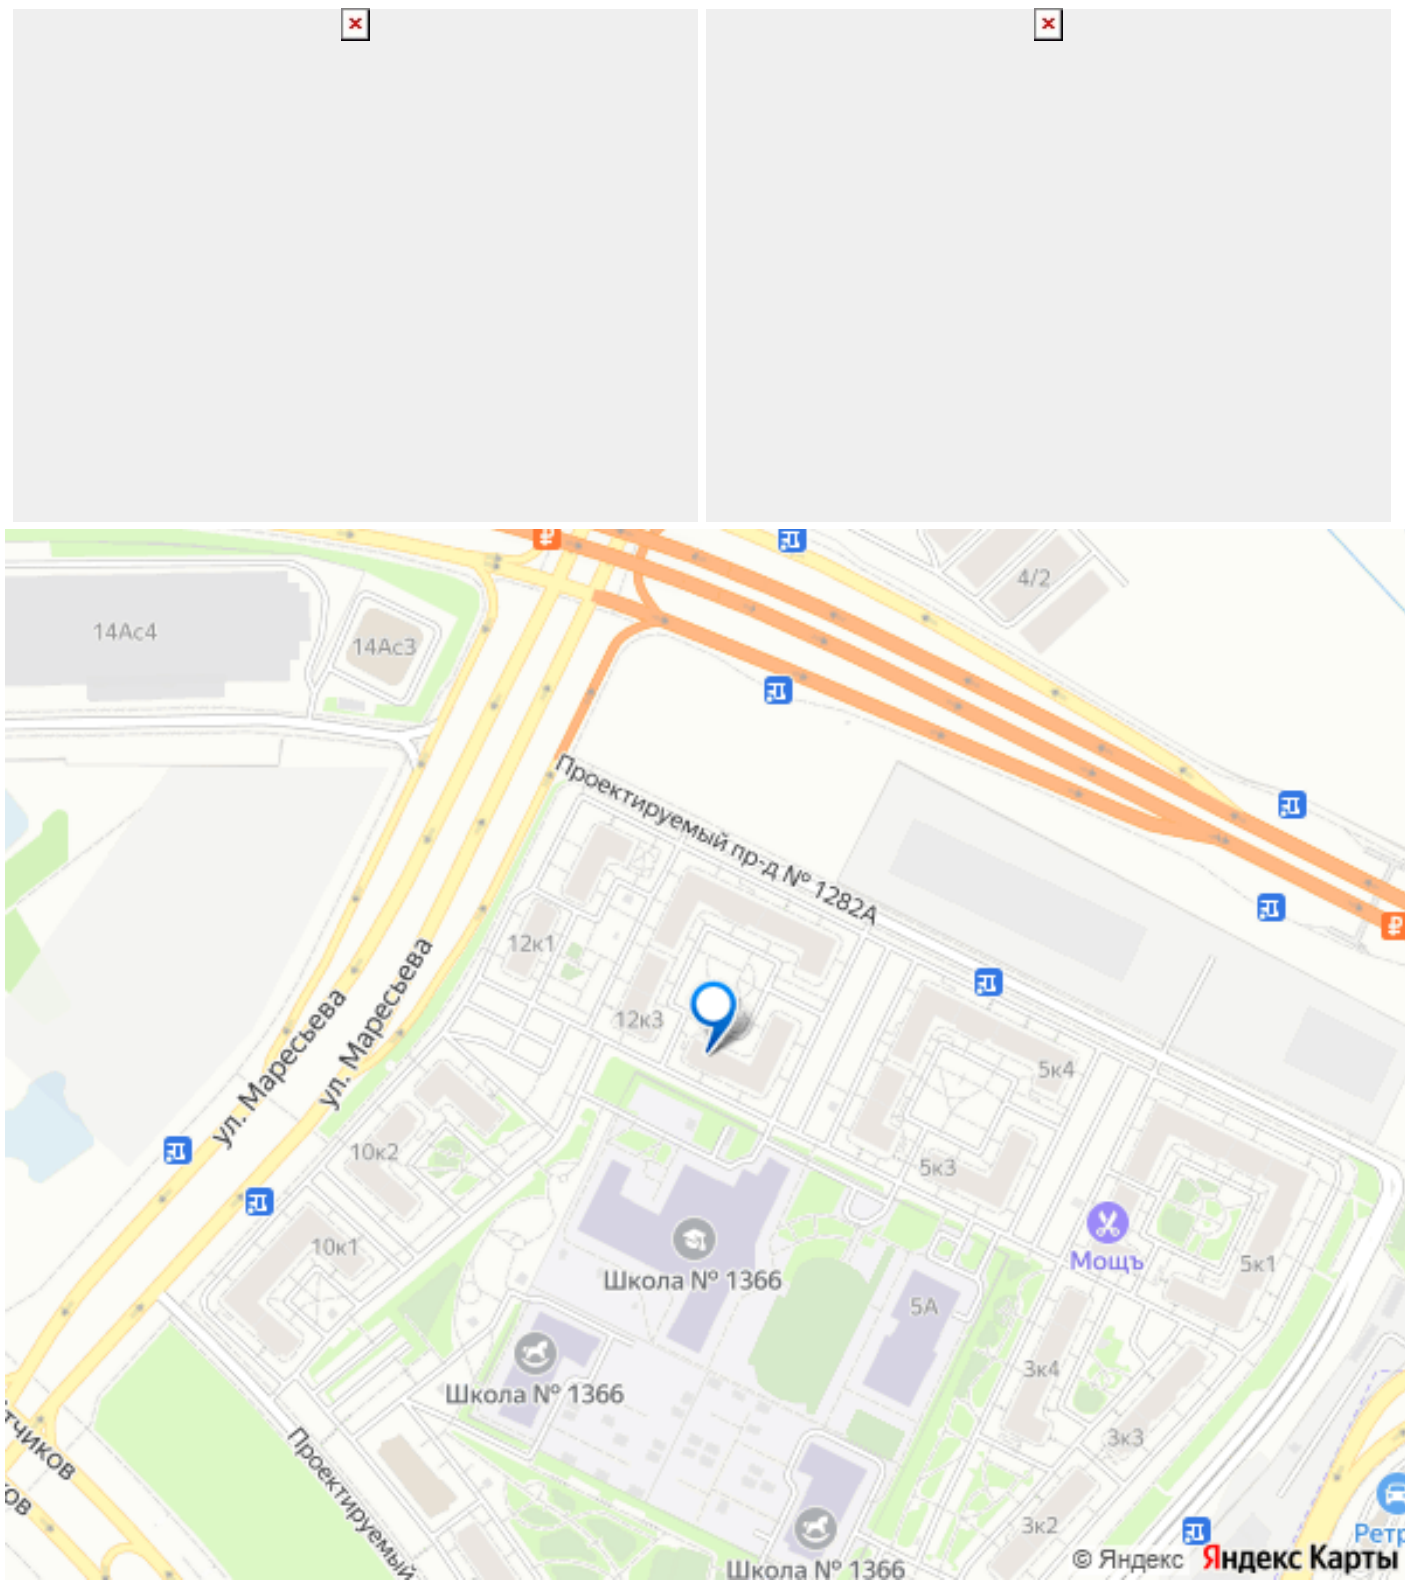 4/2
14Ас4
14Ас3
Проектируемый пр-д № 1282А
12к1
ул. Маресьева
ул. Маресьева
12к3
5к4
10к2
5к3
10к1
Школа № 1366
Мощъ
5к1
5А
Школа № 1366
3к4
3к3
тчиков
ов
Проектируемый
3к2
Ретр
Школа № 1366
© Яндекс Яндекс Карты